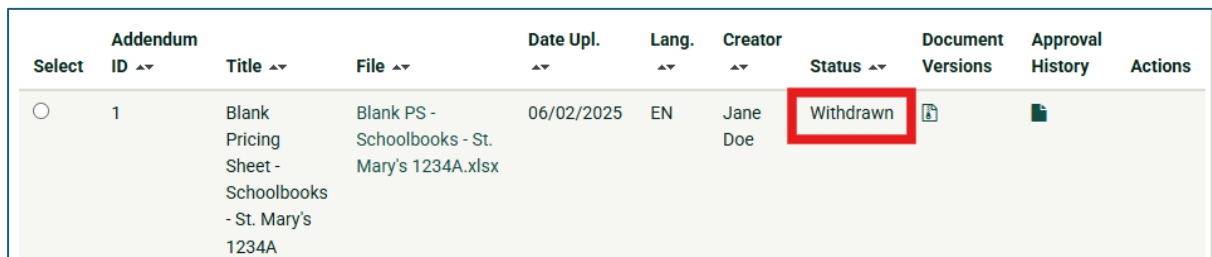 Select Addendum ID Title File Date Upl. Lang. Creator Status Document Versions Approval History Actions
1 Blank Pricing Sheet - Schoolbooks - St. Mary's 1234A Blank PS - Schoolbooks - St. Mary's 1234A.xlsx 06/02/2025 EN Jane Doe Withdrawn